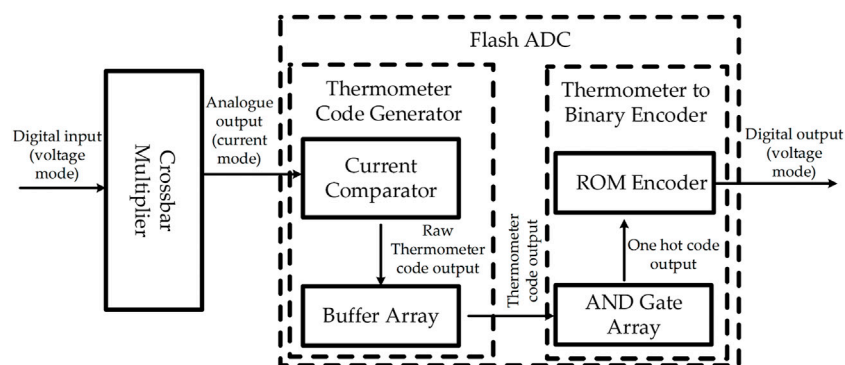 Flash ADC
Digital input
(voltage
mode)
Crossbar
Multiplier
Analogue
output
(current
mode)
Thermometer
Code Generator
Current
Comparator
Raw
Thermometer
code output
Buffer Array
Thermometer
code output
Thermometer to
Binary Encoder
ROM Encoder
One hot code
output
AND Gate
Array
Digital output
(voltage
mode)